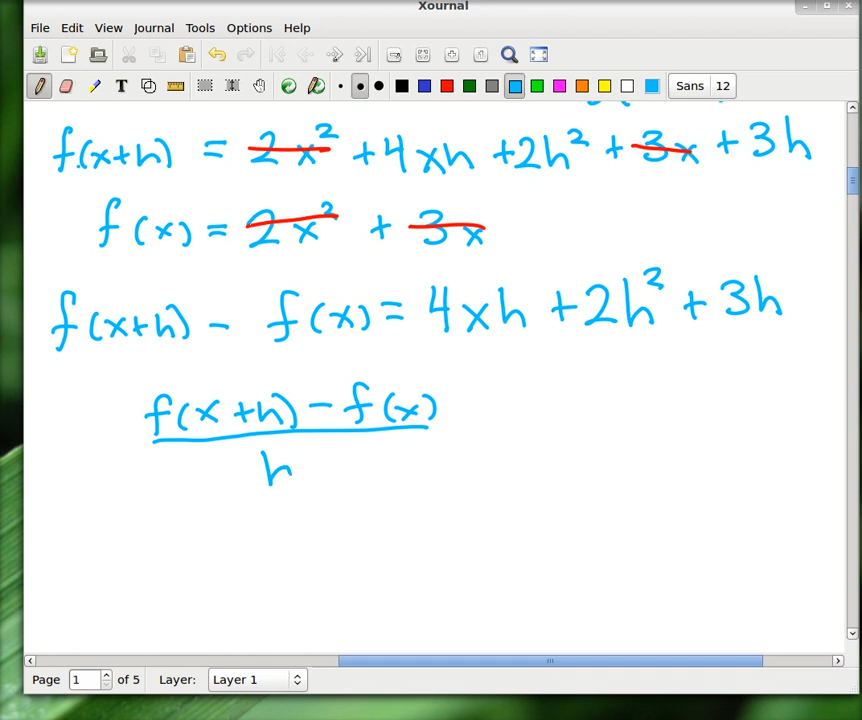 Xournal
File Edit View Journal Tools Options Help
Sans 12
f(x+h) = 2x² + 4xh + 2h² + 3x + 3h
f(x) = 2x² + 3x
f(x+h) - f(x) = 4xh + 2h² + 3h
f(x+h) - f(x)
h
Page 1 of 5 Layer: Layer 1